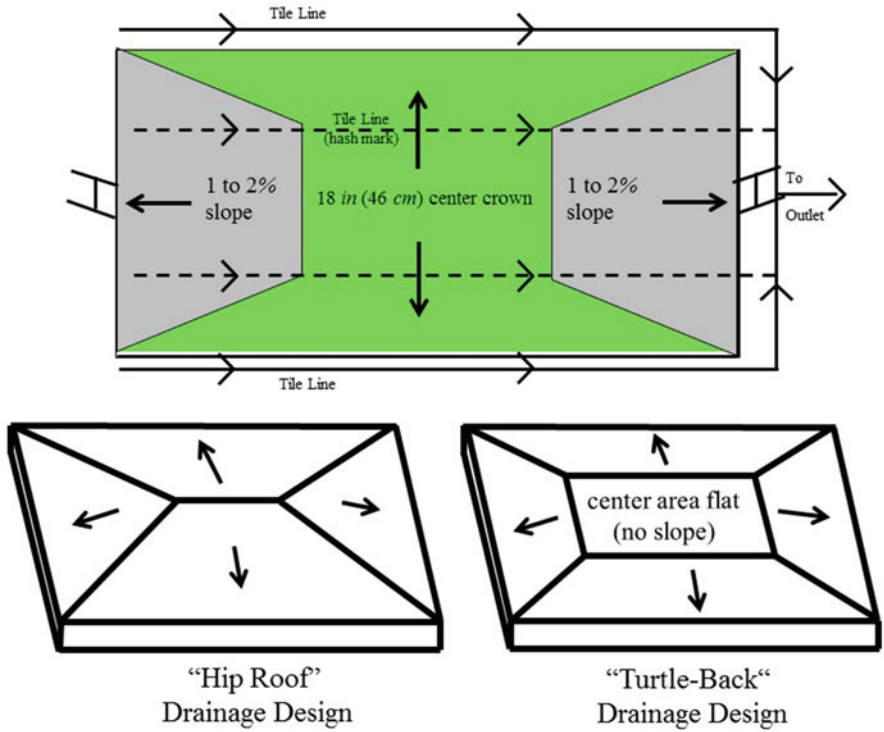 Tile Line
Tile Line
(hash mark)
1 to 2%
slope
18 in (46 cm) center crown
1 to 2%
slope
To
Outlet
Tile Line
center area flat
(no slope)
“Hip Roof”
Drainage Design
“Turtle-Back“
Drainage Design